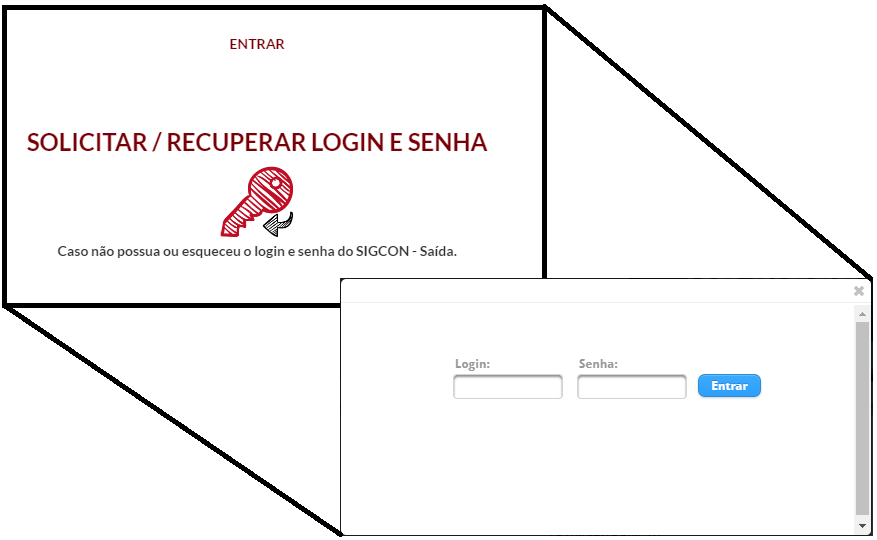 ENTRAR
SOLICITAR / RECUPERAR LOGIN E SENHA
Caso não possua ou esqueceu o login e senha do SIGCON - Saída.
Login:
Senha:
Entrar